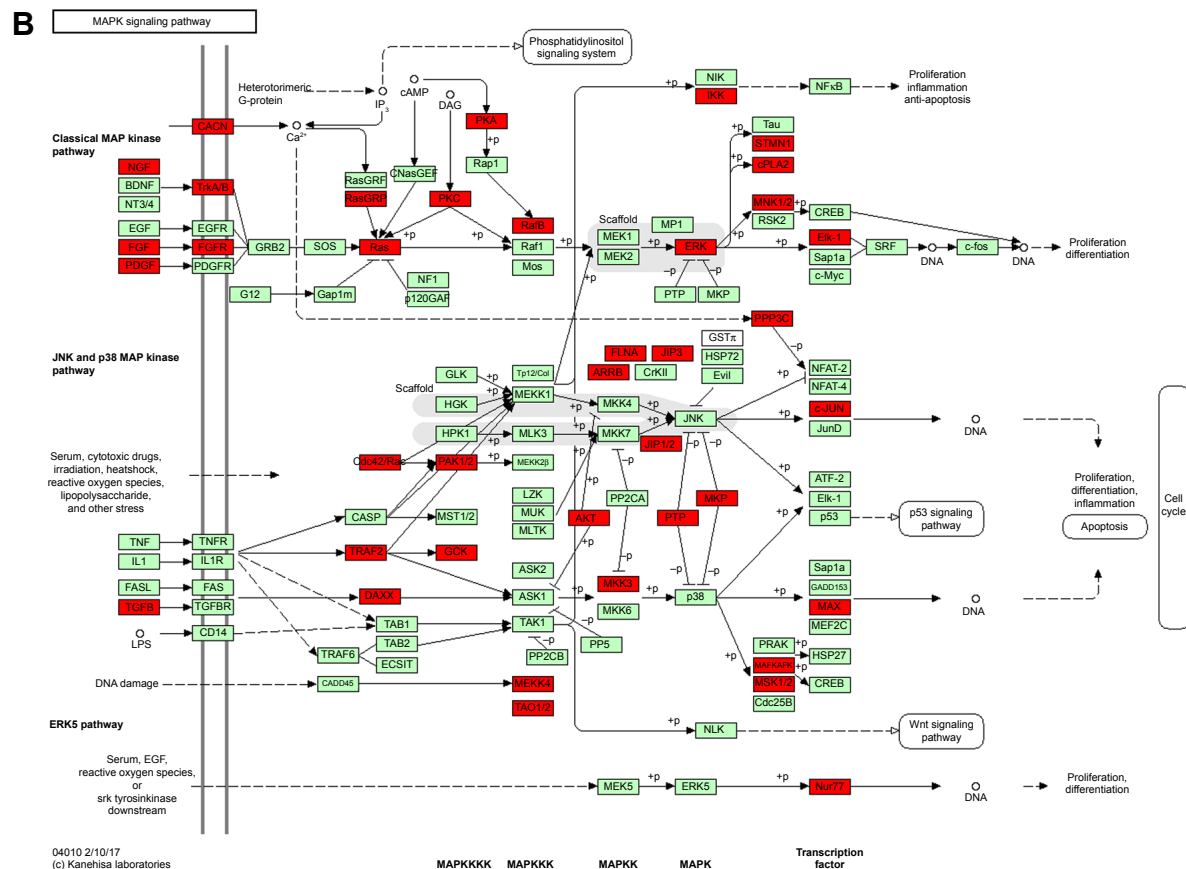 B
MAPK signaling pathway
Phosphatidylinositol
signaling system
Heterotorimeric
G-protein
IP3
cAMP
DAG
PKA
+p
Rap1
NIK
+p
IKK
NFκB
Proliferation
inflammation
anti-apoptosis
CACN
Ca2+
Classical MAP kinase
pathway
NGF
BDNF
NT3/4
TrkA/B
EGF
EGFR
FGF
FGFR
PDGF
PDGFR
GRB2
SOS
G12
Gap1m
RasGRF
RasGRP
CNasGEF
PKC
Ras
+p
NF1
p120GAF
+p
RafB
Raf1
Mos
+p
+p
Scaffold
MEK1
MEK2
+p
MP1
ERK
–p
–p
PTP
MKP
+p
Tau
STMN1
+p
cPLA2
+p
MNK1/2
RSK2
+p
CREB
+p
Elk-1
Sap1a
c-Myc
SRF
DNA
c-fos
DNA
Proliferation
differentiation
PPP3C
–p
JNK and p38 MAP kinase
pathway
GSTπ
HSP72
Evil
FLNA
JIP3
ARRB
CrKII
NFAT-2
NFAT-4
Scaffold
GLK
HGK
HPK1
+p
+p
+p
+p
Tp12/Col
MEKK1
MLK3
MEKK2β
+p
+p
+p
MKK4
MKK7
+p
+p
JNK
JIP1/2
–p
–p
+p
c-JUN
JunD
DNA
Serum, cytotoxic drugs,
irradiation, heatshock,
reactive oxygen species,
lipopolysaccharide,
and other stress
Cdc42/Rac
PAK1/2
CASP
MST1/2
LZK
MUK
MLTK
–p
PP2CA
–p
AKT
+p
PTP
MKP
–p
–p
+p
ATF-2
Elk-1
p53
+p
p53 signaling
pathway
Proliferation,
differentiation,
inflammation
Apoptosis
Cell
cycle
TNF
TNFR
IL1
IL1R
FASL
FAS
TGFB
TGFBR
LPS
CD14
TRAF2
GCK
DAXX
ASK2
ASK1
+p
MKK3
MKK6
+p
p38
+p
Sap1a
GADD153
MAX
MEF2C
DNA
TAB1
TAB2
ECSIT
TRAF6
TAK1
–p
–p
PP2CB
PP5
+p
PRAK
MAPKAPK
MSK1/2
Cdc25B
+p
+p
HSP27
CREB
DNA damage
CADD45
MEKK4
TAO1/2
ERK5 pathway
+p
NLK
Wnt signaling
pathway
Serum, EGF,
reactive oxygen species,
or
srk tyrosinkinase
downstream
MEK5
+p
ERK5
+p
Nur77
DNA
Proliferation,
differentiation
04010 2/10/17
(c) Kanehisa laboratories
MAPKKKK
MAPKKK
MAPKK
MAPK
Transcription
factor